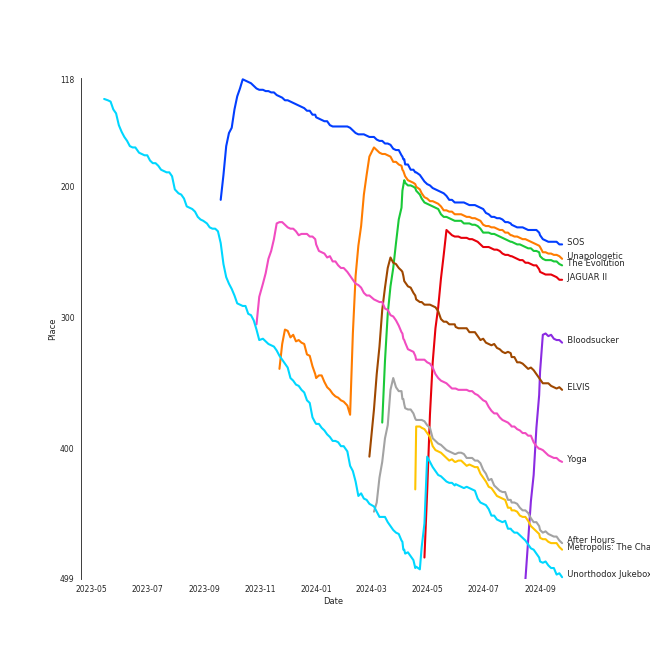 118
200
300
400
499
Place
2023-05 2023-07 2023-09 2023-11 2024-01 2024-03 2024-05 2024-07 2024-09
Date
SOS
Unapologetic
The Evolution
JAGUAR II
Bloodsucker
ELVIS
Yoga
After Hours
Metropolis: The Cha
Unorthodox Jukebox